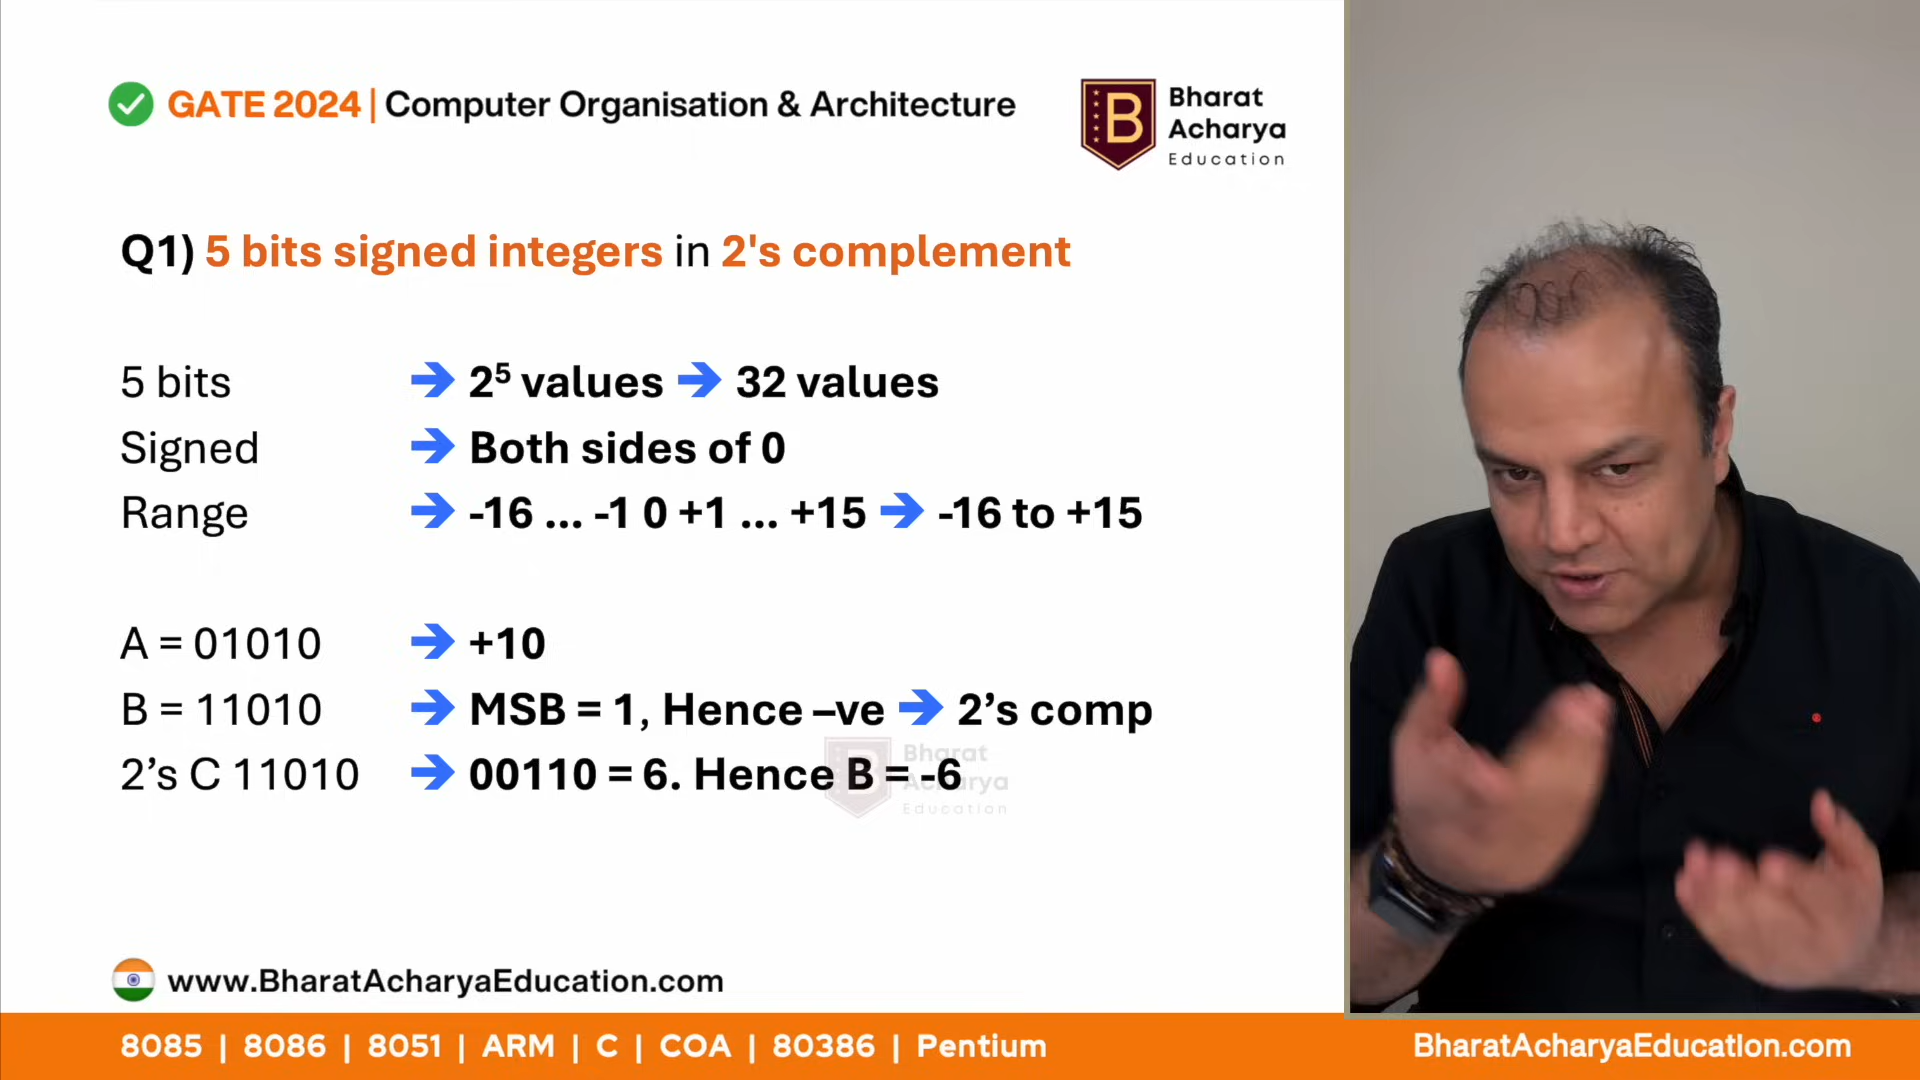 GATE 2024 | Computer Organisation & Architecture
B
Bharat
Acharya
Education
Q1) 5 bits signed integers in 2's complement
5 bits ➔ 2⁵ values ➔ 32 values
Signed ➔ Both sides of 0
Range ➔ -16 ... -1 0 +1 ... +15 ➔ -16 to +15
A = 01010 ➔ +10
B = 11010 ➔ MSB = 1, Hence –ve ➔ 2’s comp
2’s C 11010 ➔ 00110 = 6. Hence B = -6
B
Bharat
Acharya
Education
www.BharatAcharyaEducation.com
8085 | 8086 | 8051 | ARM | C | COA | 80386 | Pentium
BharatAcharyaEducatIon.com